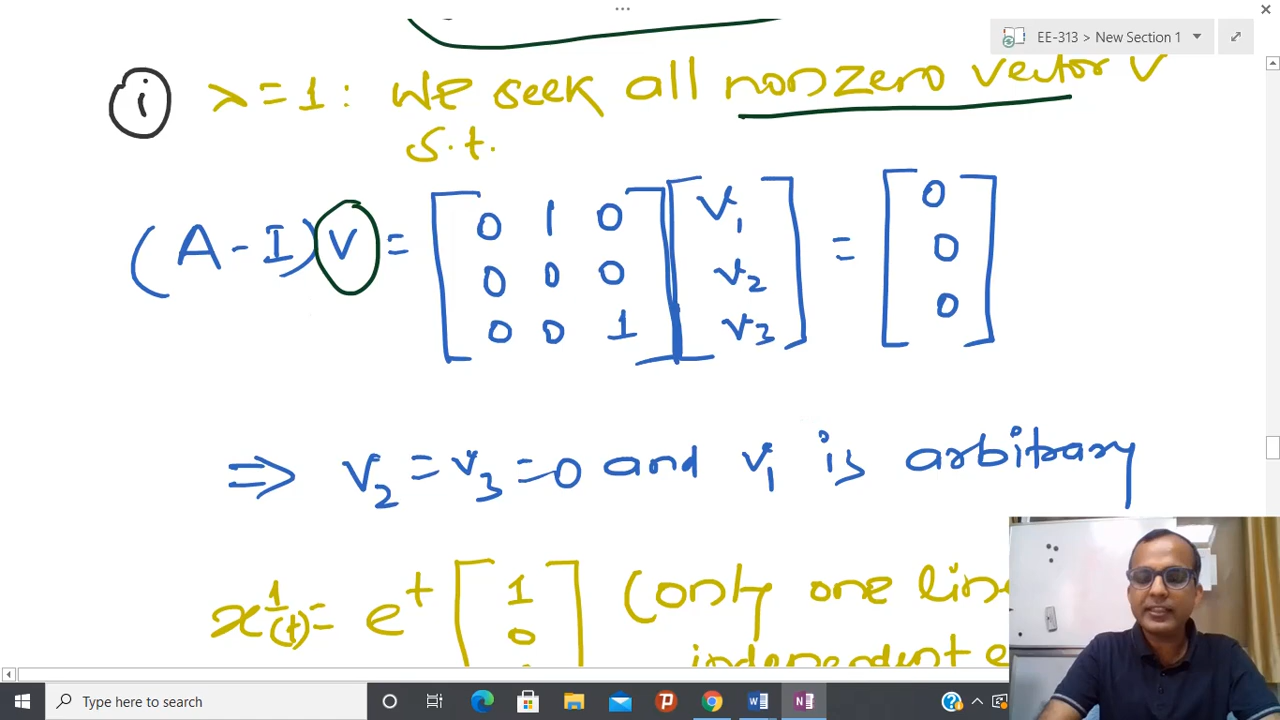 EE-313 > New Section 1
i λ = 1 : We seek all nonzero vector v
s.t.
(A - I) v = [ 0 1 0 ] [ v1 ] = [ 0 ]
[ 0 0 0 ] [ v2 ] [ 0 ]
[ 0 0 1 ] [ v3 ] [ 0 ]
⇒ v2 = v3 = 0 and v1 is arbitrary
x^1(t) = e^t [ 1 (only one
0
independent
Type here to search